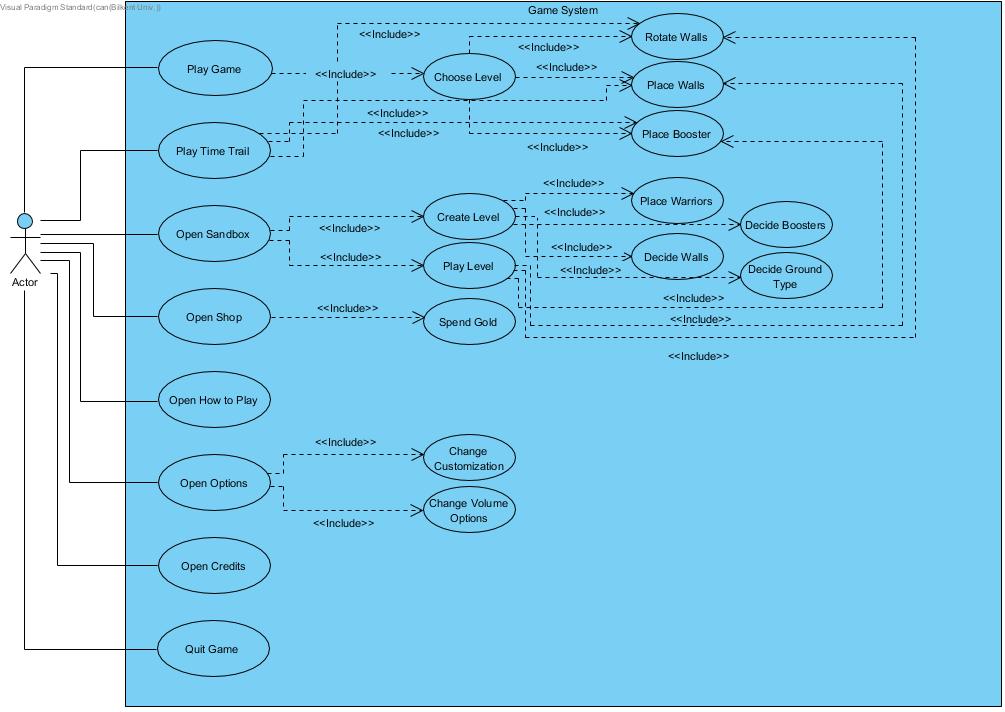 Visual Paradigm Standard(can(Bilkent Univ.))
Game System
<<Include>>
Rotate Walls
<<Include>>
Play Game
<<Include>>
Choose Level
<<Include>>
Place Walls
<<Include>>
<<Include>>
Place Booster
Play Time Trail
<<Include>>
<<Include>>
Place Warriors
Create Level
<<Include>>
Decide Boosters
Open Sandbox
<<Include>>
<<Include>>
Decide Walls
<<Include>>
Play Level
<<Include>>
Decide Ground
Type
Actor
<<Include>>
<<Include>>
Open Shop
Spend Gold
<<Include>>
<<Include>>
Open How to Play
<<Include>>
Change
Customization
Open Options
Change Volume
Options
<<Include>>
Open Credits
Quit Game